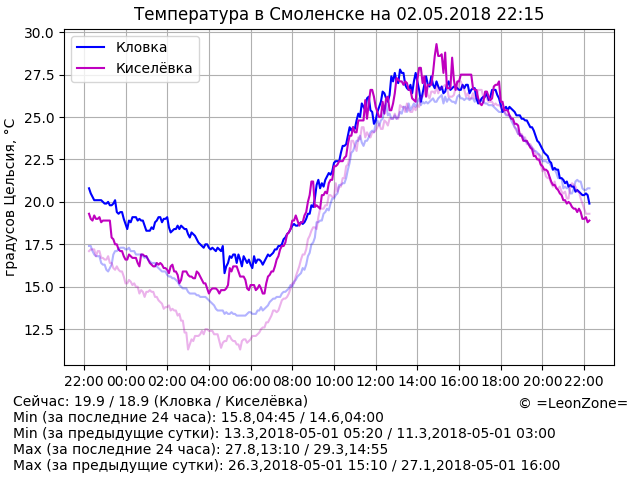 Температура в Смоленске на 02.05.2018 22:15
градусов Цельсия, °C
30.0
27.5
25.0
22.5
20.0
17.5
15.0
12.5
Кловка
Киселёвка
22:00 00:00 02:00 04:00 06:00 08:00 10:00 12:00 14:00 16:00 18:00 20:00 22:00
Сейчас: 19.9 / 18.9 (Кловка / Киселёвка)
© =LeonZone=
Min (за последние 24 часа): 15.8,04:45 / 14.6,04:00
Min (за предыдущие сутки): 13.3,2018-05-01 05:20 / 11.3,2018-05-01 03:00
Max (за последние 24 часа): 27.8,13:10 / 29.3,14:55
Max (за предыдущие сутки): 26.3,2018-05-01 15:10 / 27.1,2018-05-01 16:00